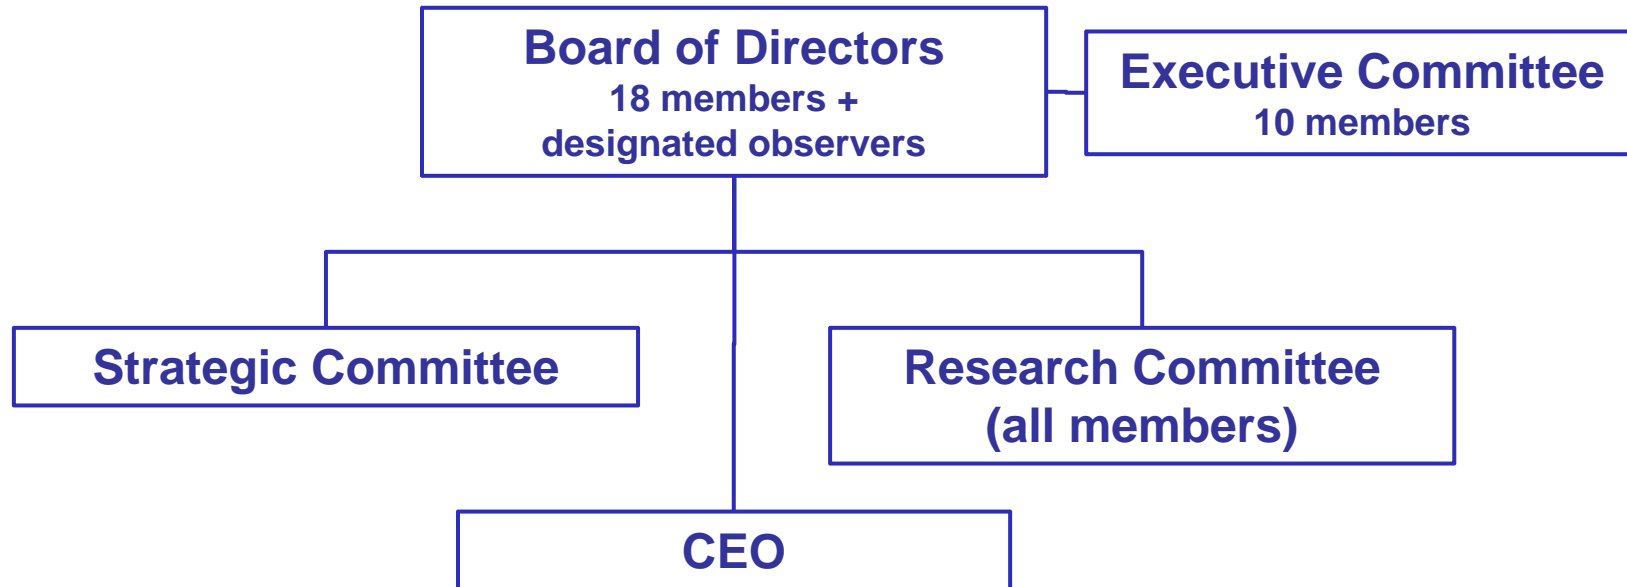 Board of Directors
18 members +
designated observers
Executive Committee
10 members
Strategic Committee
Research Committee
(all members)
CEO